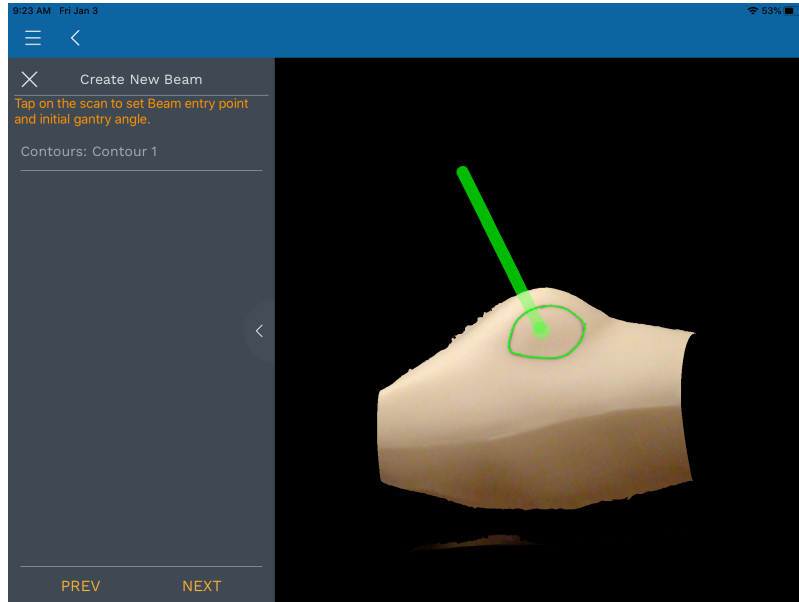 9:23 AM Fri Jan 3
53%
Create New Beam
Tap on the scan to set Beam entry point
and initial gantry angle.
Contours: Contour 1
PREV
NEXT